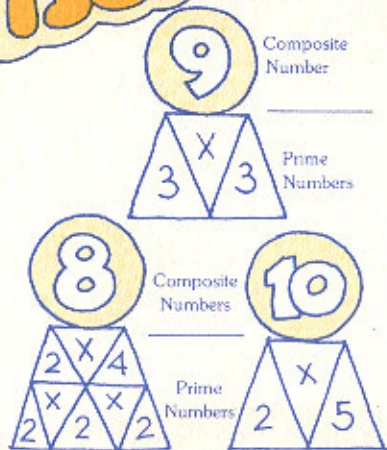 9
Composite
Number
X
3 3
Prime
Numbers
8
10
Composite
Numbers
2 X 4
X
X X
2 2 2
Prime
Numbers
2 5